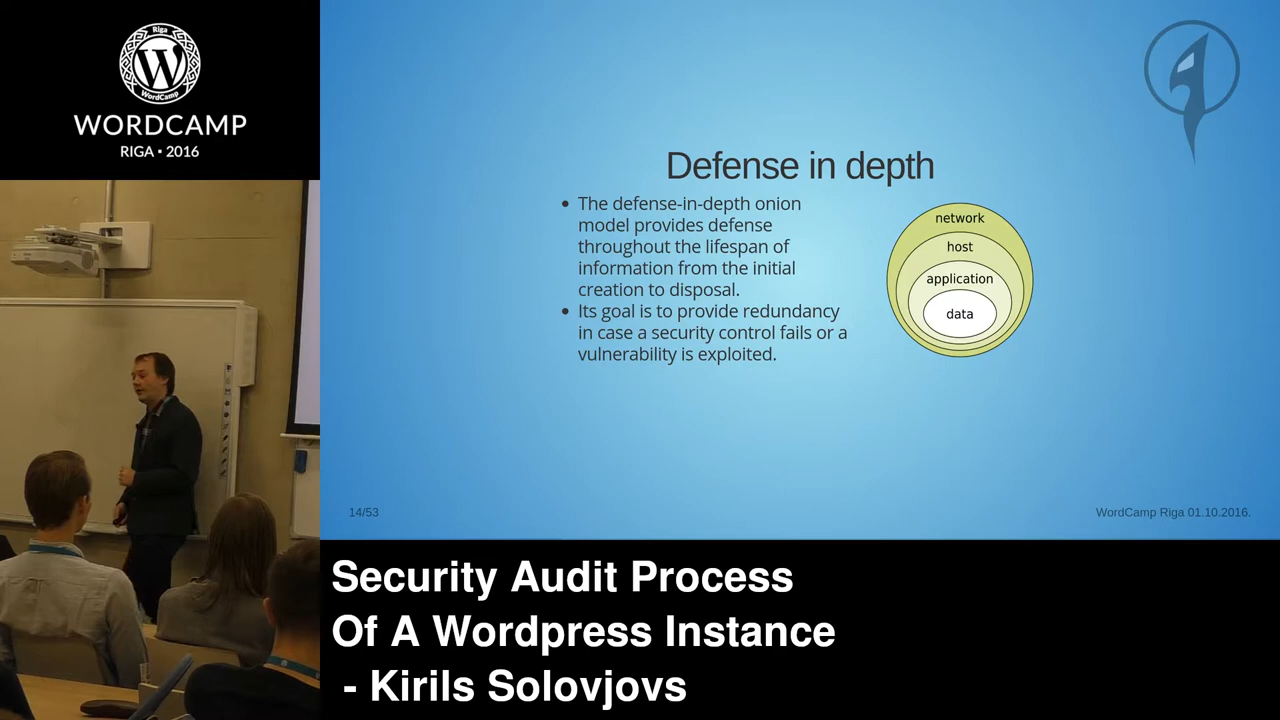 Riga
WordCamp
WORDCAMP
RIGA • 2016
Defense in depth
• The defense-in-depth onion
model provides defense
throughout the lifespan of
information from the initial
creation to disposal.
• Its goal is to provide redundancy
in case a security control fails or a
vulnerability is exploited.
network
host
application
data
14/53
WordCamp Riga 01.10.2016.
Security Audit Process
Of A Wordpress Instance
- Kirils Solovjovs